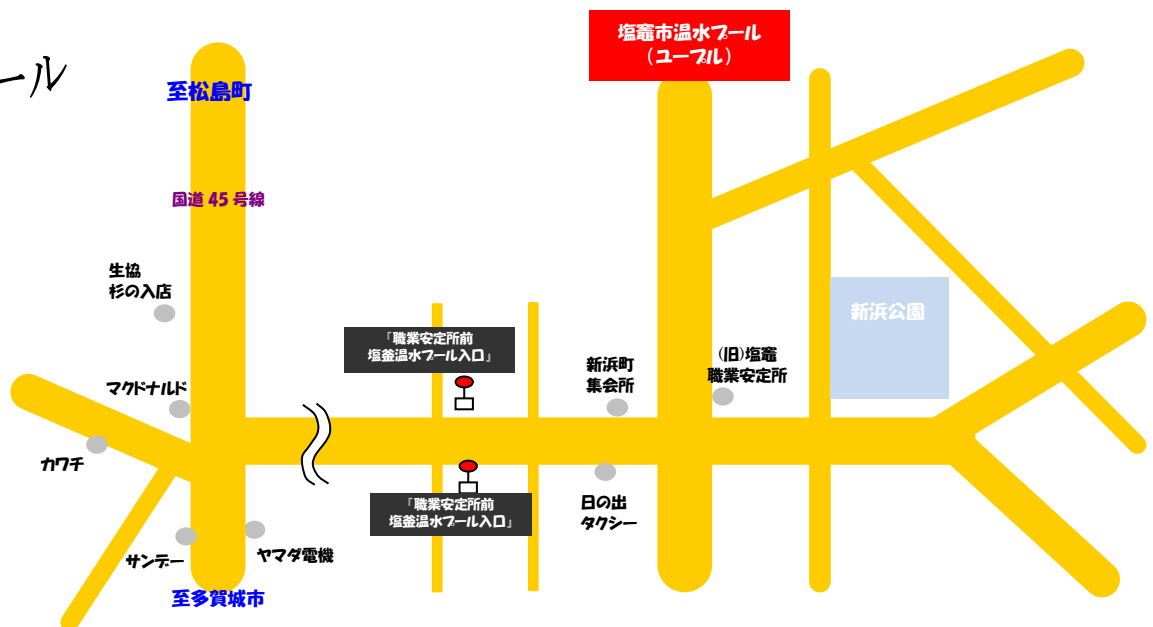 ール
塩竈市温水プール
(ユープル)
至松島町
国道 45 号線
生協
杉の入店
「職業安定所前
塩釜温水プール入口」
新浜町
集会所
(旧)塩竈
職業安定所
新浜公園
マクドナルド
カワチ
「職業安定所前
塩釜温水プール入口」
日の出
タクシー
サンデー
ヤマダ電機
至多賀城市